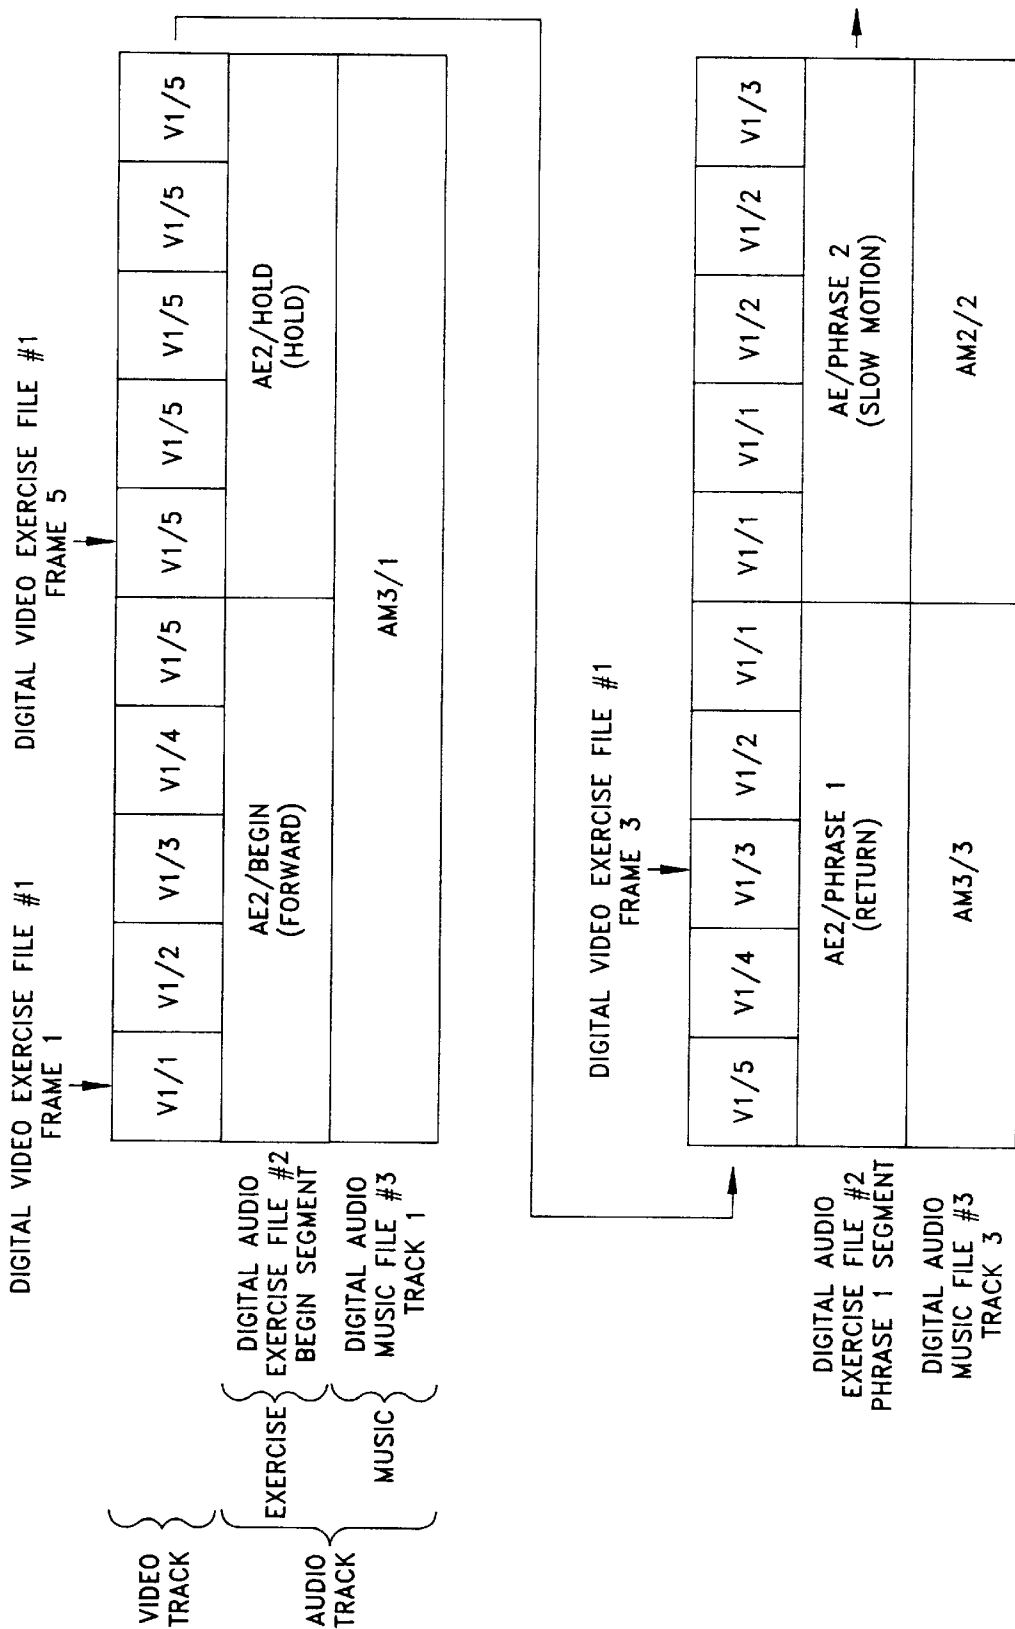 DIGITAL VIDEO EXERCISE FILE #1
FRAME 1
DIGITAL VIDEO EXERCISE FILE #1
FRAME 5
VIDEO
TRACK
V1/1 V1/2 V1/3 V1/4 V1/5 V1/5 V1/5 V1/5 V1/5 V1/5
AUDIO
TRACK
EXERCISE
DIGITAL AUDIO
EXERCISE FILE #2
BEGIN SEGMENT
AE2/BEGIN
(FORWARD)
AE2/HOLD
(HOLD)
MUSIC
DIGITAL AUDIO
MUSIC FILE #3
TRACK 1
AM3/1
DIGITAL VIDEO EXERCISE FILE #1
FRAME 3
V1/5 V1/4 V1/3 V1/2 V1/1 V1/1 V1/1 V1/2 V1/2 V1/3
DIGITAL AUDIO
EXERCISE FILE #2
PHRASE 1 SEGMENT
AE2/PHRASE 1
(RETURN)
AE/PHRASE 2
(SLOW MOTION)
DIGITAL AUDIO
MUSIC FILE #3
TRACK 3
AM3/3
AM2/2